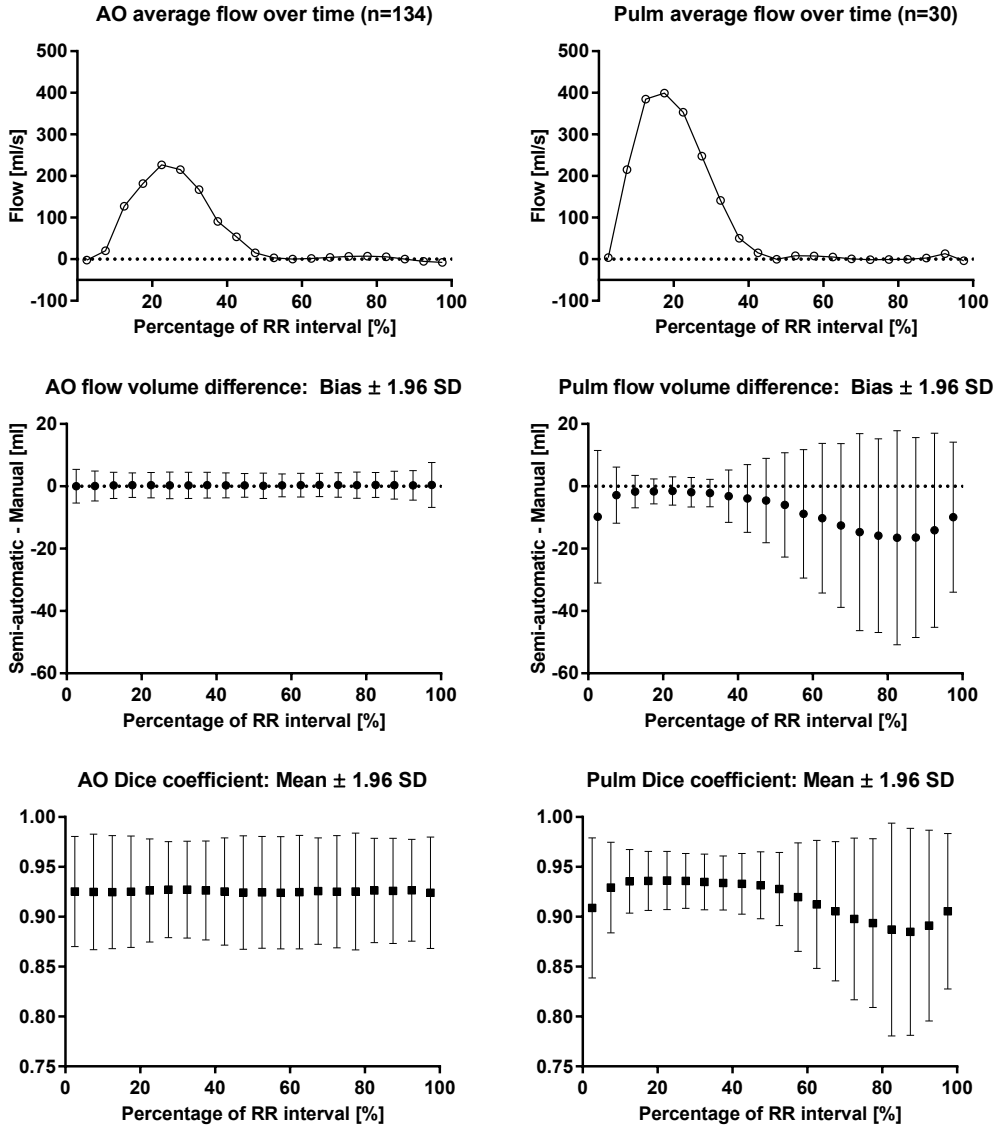 AO average flow over time (n=134)
500
400
300
200
100
0
-100
Flow [ml/s]
20 40 60 80 100
Percentage of RR interval [%]
Pulm average flow over time (n=30)
500
400
300
200
100
0
-100
Flow [ml/s]
20 40 60 80 100
Percentage of RR interval [%]
AO flow volume difference: Bias ± 1.96 SD
20
0
-20
-40
-60
Semi-automatic - Manual [ml]
0 20 40 60 80 100
Percentage of RR interval [%]
Pulm flow volume difference: Bias ± 1.96 SD
20
0
-20
-40
-60
Semi-automatic - Manual [ml]
0 20 40 60 80 100
Percentage of RR interval [%]
AO Dice coefficient: Mean ± 1.96 SD
1.00
0.95
0.90
0.85
0.80
0.75
0 20 40 60 80 100
Percentage of RR interval [%]
Pulm Dice coefficient: Mean ± 1.96 SD
1.00
0.95
0.90
0.85
0.80
0.75
0 20 40 60 80 100
Percentage of RR interval [%]